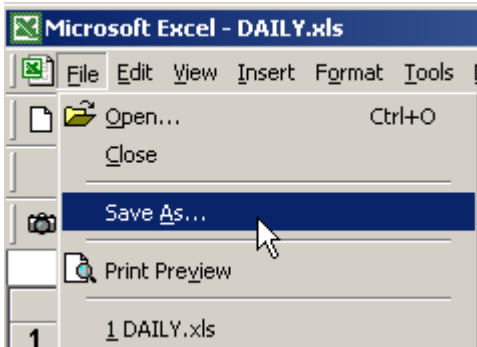 Microsoft Excel - DAILY.xls
File Edit View Insert Format Tools
Open... Ctrl+O
Close
Save As...
Print Preview
1 DAILY.xls
1